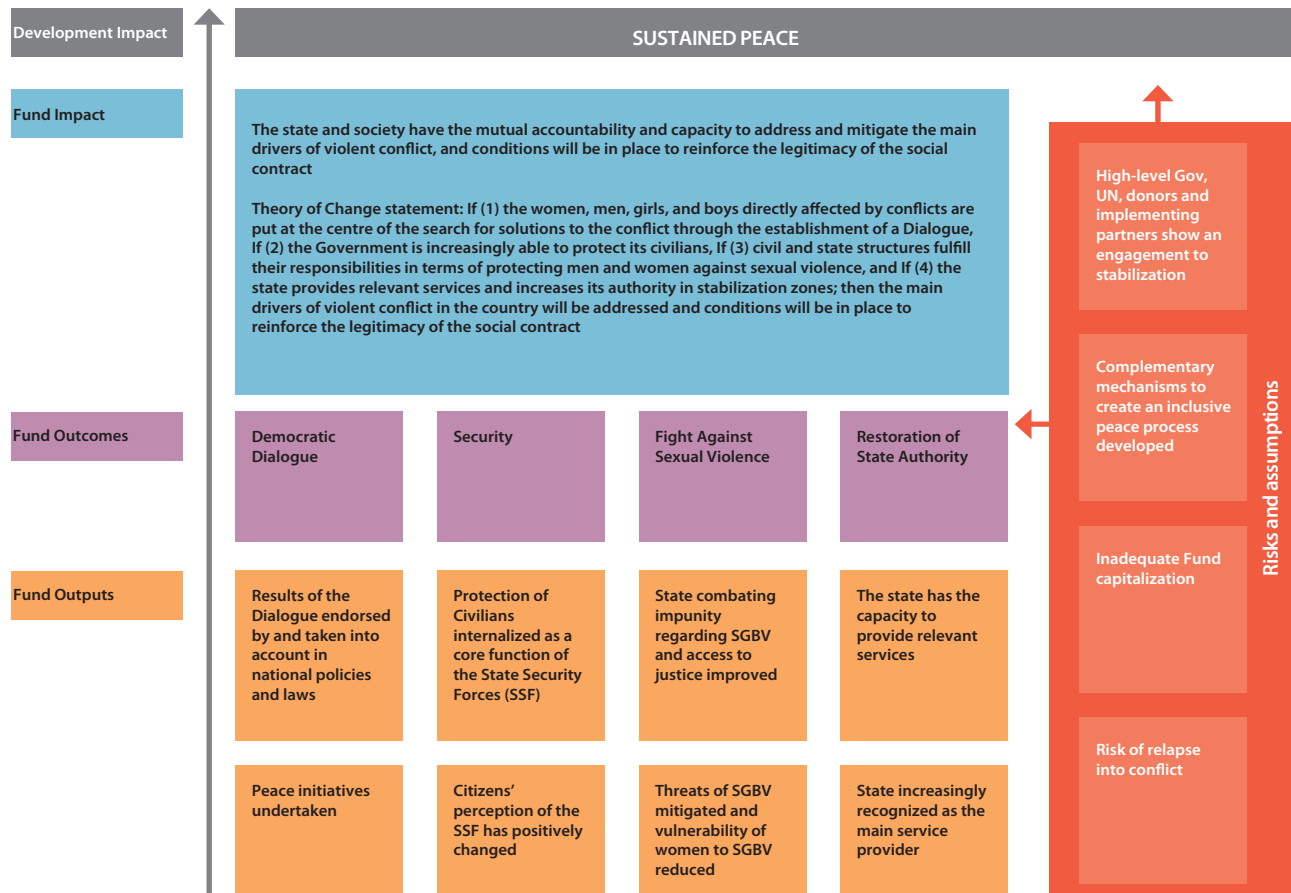 Development Impact
SUSTAINED PEACE
Fund Impact
The state and society have the mutual accountability and capacity to address and mitigate the main
drivers of violent conflict, and conditions will be in place to reinforce the legitimacy of the social
contract
Theory of Change statement: If (1) the women, men, girls, and boys directly affected by conflicts are
put at the centre of the search for solutions to the conflict through the establishment of a Dialogue,
If (2) the Government is increasingly able to protect its civilians, If (3) civil and state structures fulfill
their responsibilities in terms of protecting men and women against sexual violence, and If (4) the
state provides relevant services and increases its authority in stabilization zones; then the main
drivers of violent conflict in the country will be addressed and conditions will be in place to
reinforce the legitimacy of the social contract
Fund Outcomes
Democratic
Dialogue
Security
Fight Against
Sexual Violence
Restoration of
State Authority
Fund Outputs
Results of the
Dialogue endorsed
by and taken into
account in
national policies
and laws
Protection of
Civilians
internalized as a
core function of
the State Security
Forces (SSF)
State combating
impunity
regarding SGBV
and access to
justice improved
The state has the
capacity to
provide relevant
services
Peace initiatives
undertaken
Citizens’
perception of the
SSF has positively
changed
Threats of SGBV
mitigated and
vulnerability of
women to SGBV
reduced
State increasingly
recognized as the
main service
provider
High-level Gov,
UN, donors and
implementing
partners show an
engagement to
stabilization
Complementary
mechanisms to
create an inclusive
peace process
developed
Inadequate Fund
capitalization
Risk of relapse
into conflict
Risks and assumptions